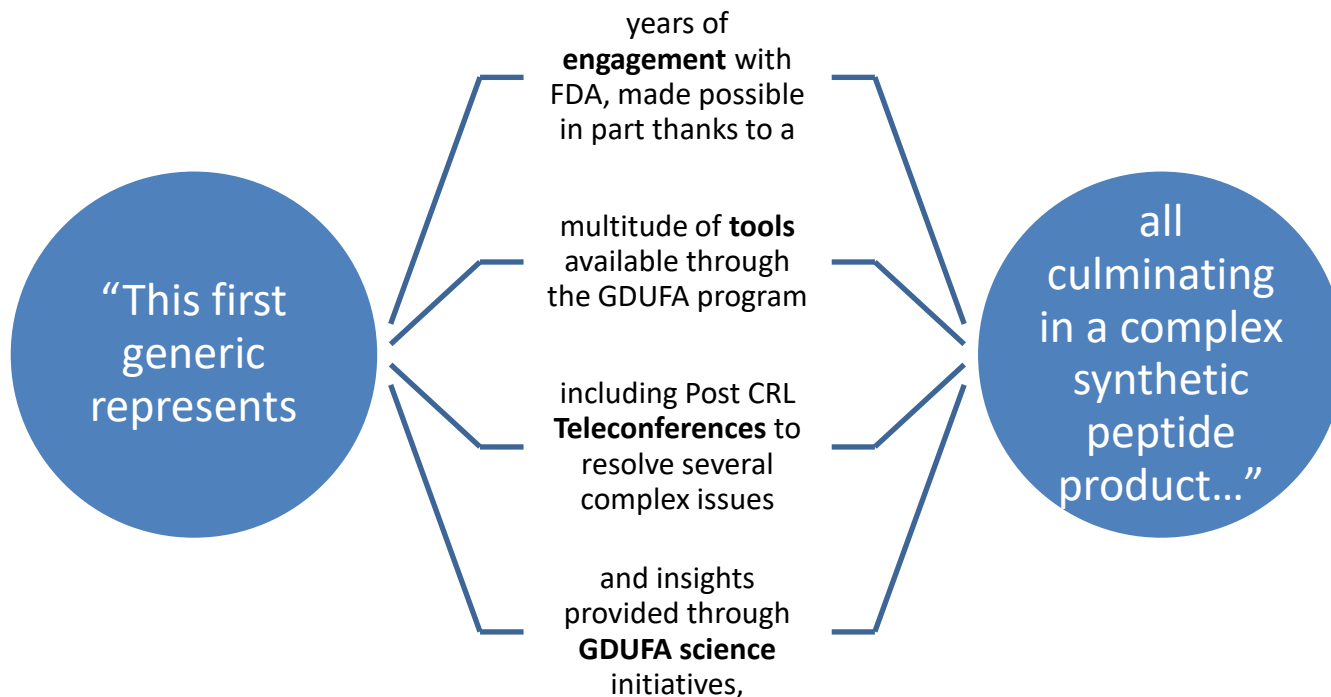 “This first
generic
represents
years of
engagement with
FDA, made possible
in part thanks to a
multitude of tools
available through
the GDUFA program
including Post CRL
Teleconferences to
resolve several
complex issues
and insights
provided through
GDUFA science
initiatives,
all
culminating
in a complex
synthetic
peptide
product…”